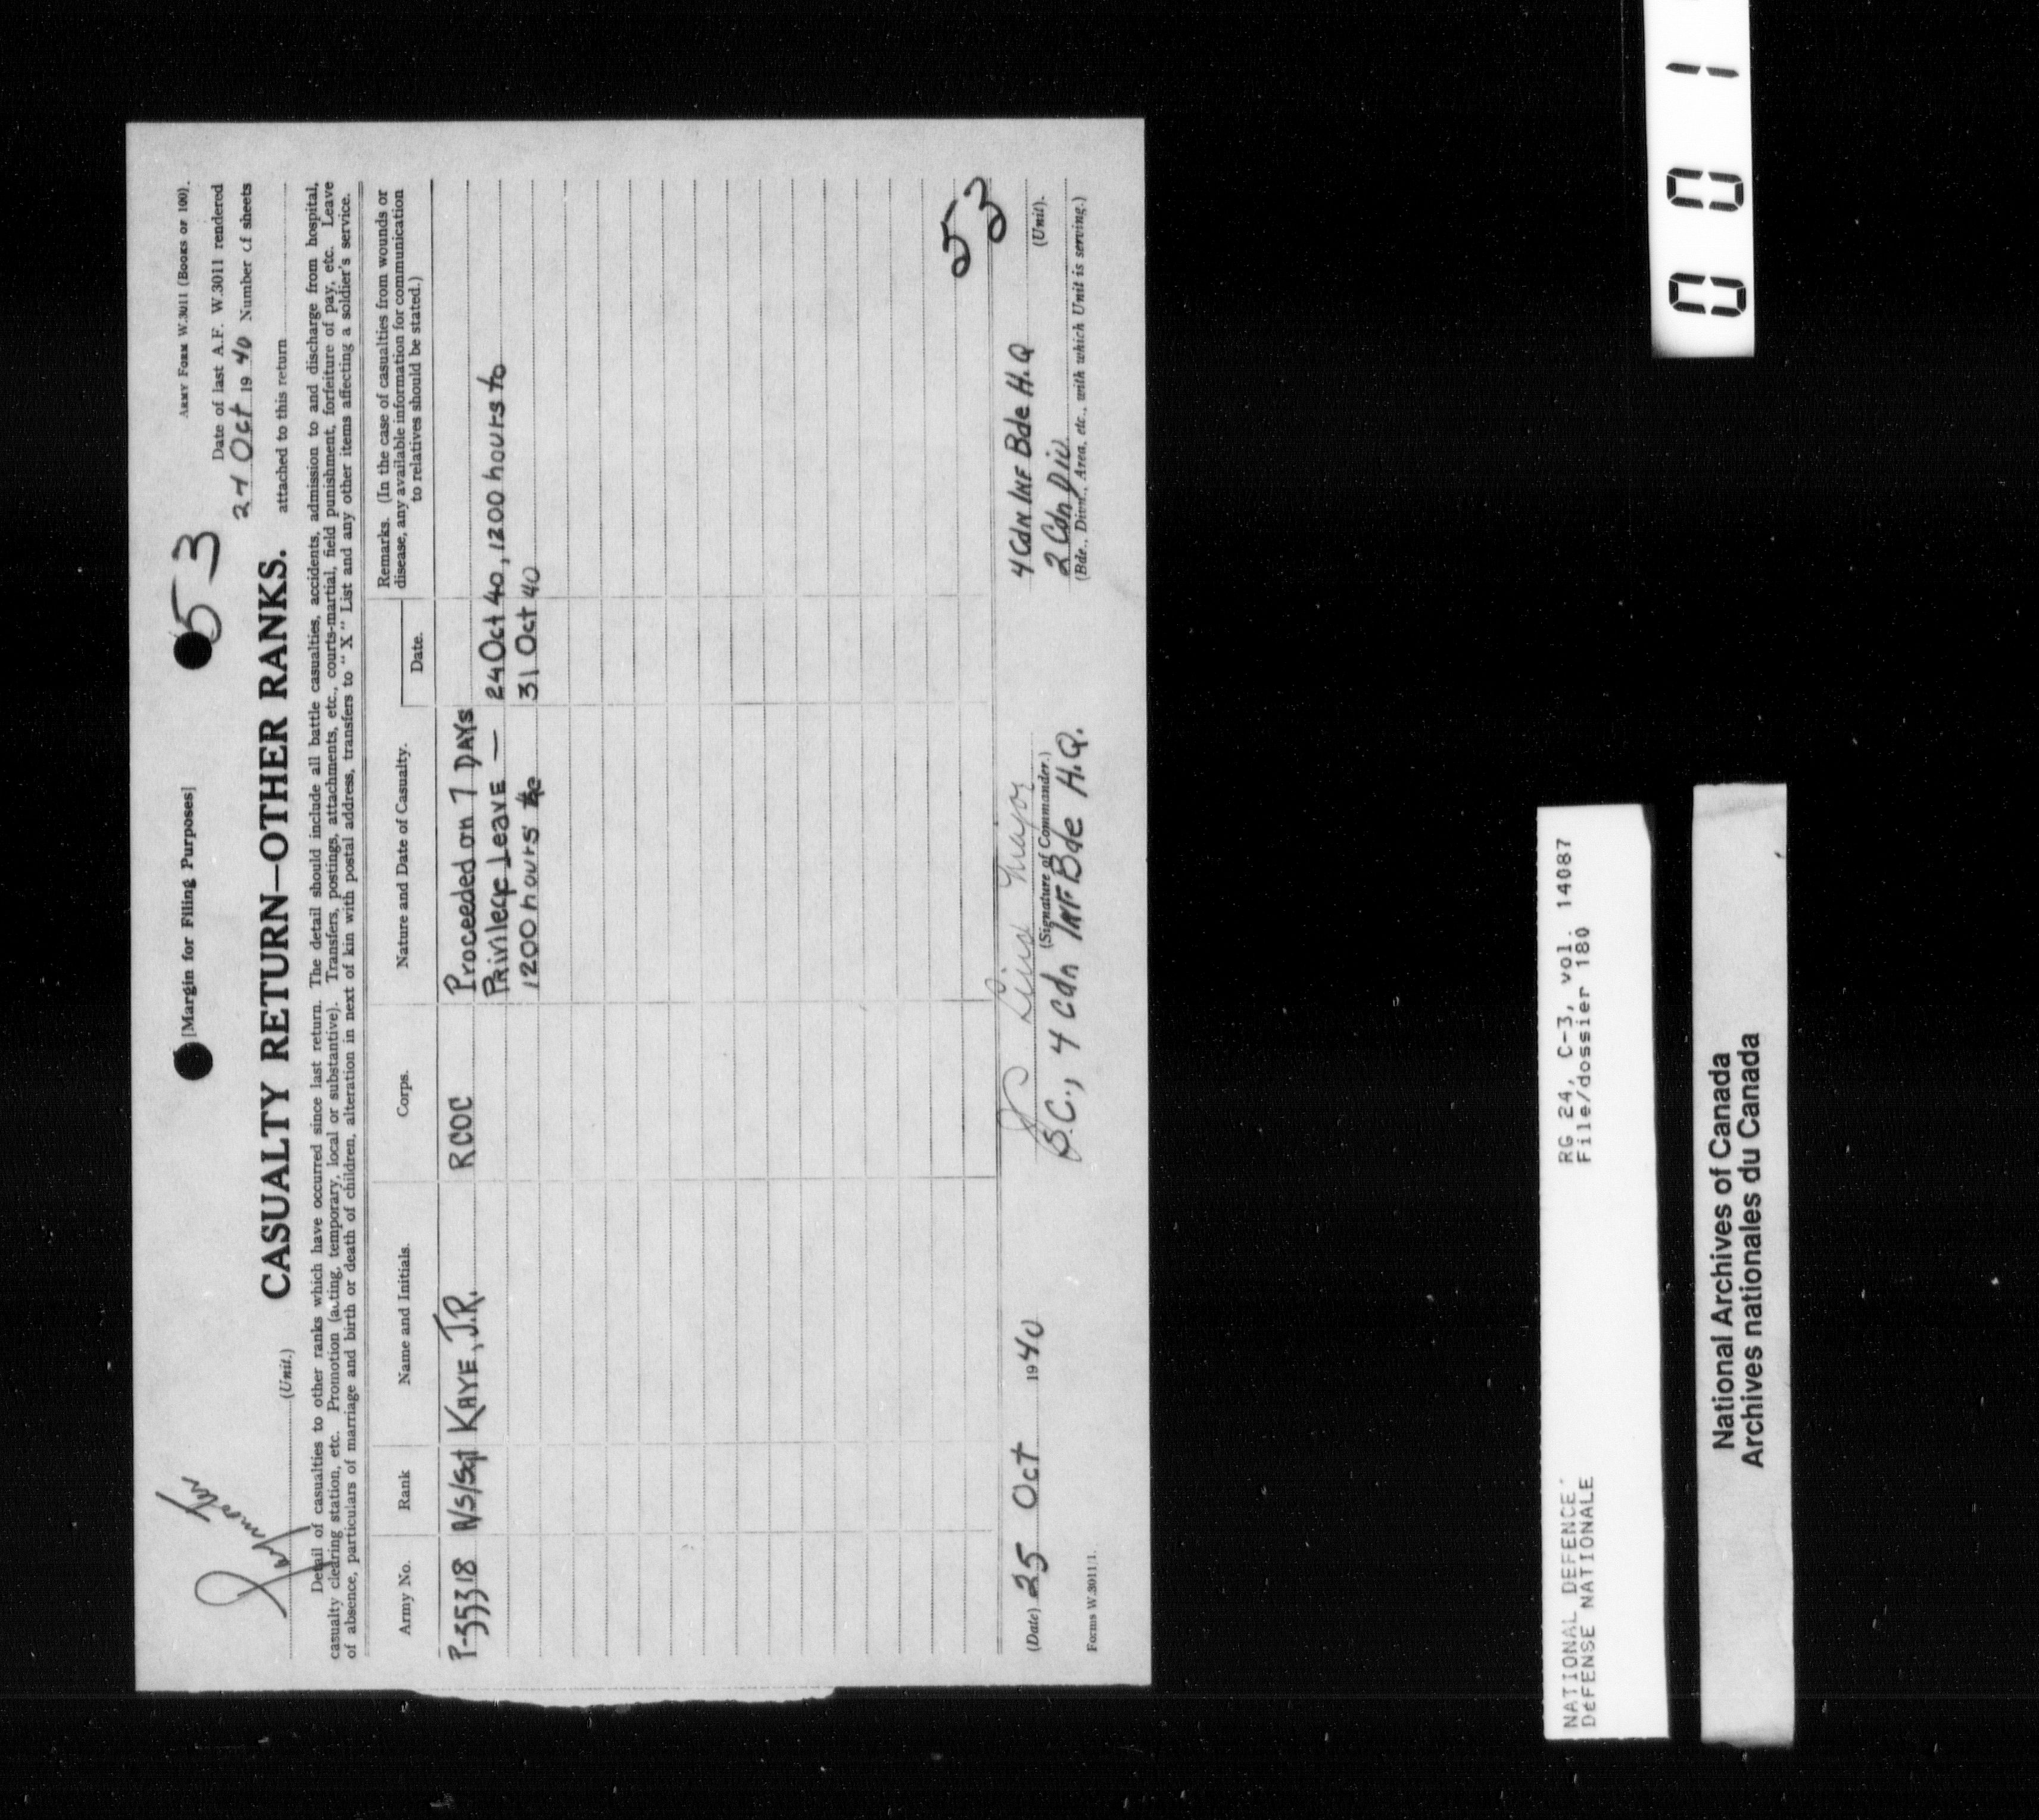 [Margin for Filing Purposes]
53
ARMY FORM W.3011 (BOOKS OF 100).
Date of last A.F. W.3011 rendered
24 Oct 1940 Number of sheets
attached to this return
(Unit.)
CASUALTY RETURN—OTHER RANKS.
Detail of casualties to other ranks which have occurred since last return. The detail should include all battle casualties, accidents, admission to and discharge from hospital,
casualty clearing station, etc. Promotion (acting, temporary, local or substantive). Transfers, postings, attachments, etc., courts-martial, field punishment, forfeiture of pay, etc. Leave
of absence, particulars of marriage and birth or death of children, alteration in next of kin with postal address, transfers to "X" List and any other items affecting a soldier's service.
Army No.
Rank
Name and Initials.
Corps.
Nature and Date of Casualty.
Date.
Remarks. (In the case of casualties from wounds or
disease, any available information for communication
to relatives should be stated.)
P-35318 A/S/Sgt KAYE, J.R. RCOC Proceeded on 7 DAYS
Privilege Leave — 24 Oct 40, 1200 hours to
1200 hours 31 Oct 40
53
(Date) 25 Oct 1940
Major
(Signature of Commander.)
B.C., 4 Cdn INF Bde H.Q.
4 Cdn INF Bde H.Q
(Unit).
2 Cdn Div
(Bde., Divn., Area, etc., with which Unit is serving.)
Forms W.3011/1.
NATIONAL DEFENCE
DéFENSE NATIONALE
RG 24, C-3, vol. 14087
File/dossier 180
National Archives of Canada
Archives nationales du Canada
001